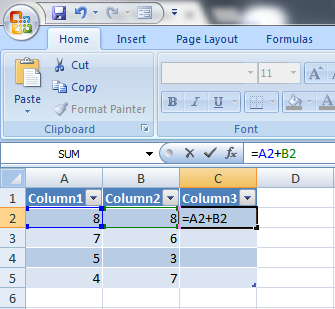 Home Insert Page Layout Formulas
Cut
Copy
Format Painter
Paste
Clipboard
11
A A
B I U
Font
SUM fx =A2+B2
A B C D
1 Column1 Column2 Column3
2 8 8 =A2+B2
3 7 6
4 5 3
5 4 7